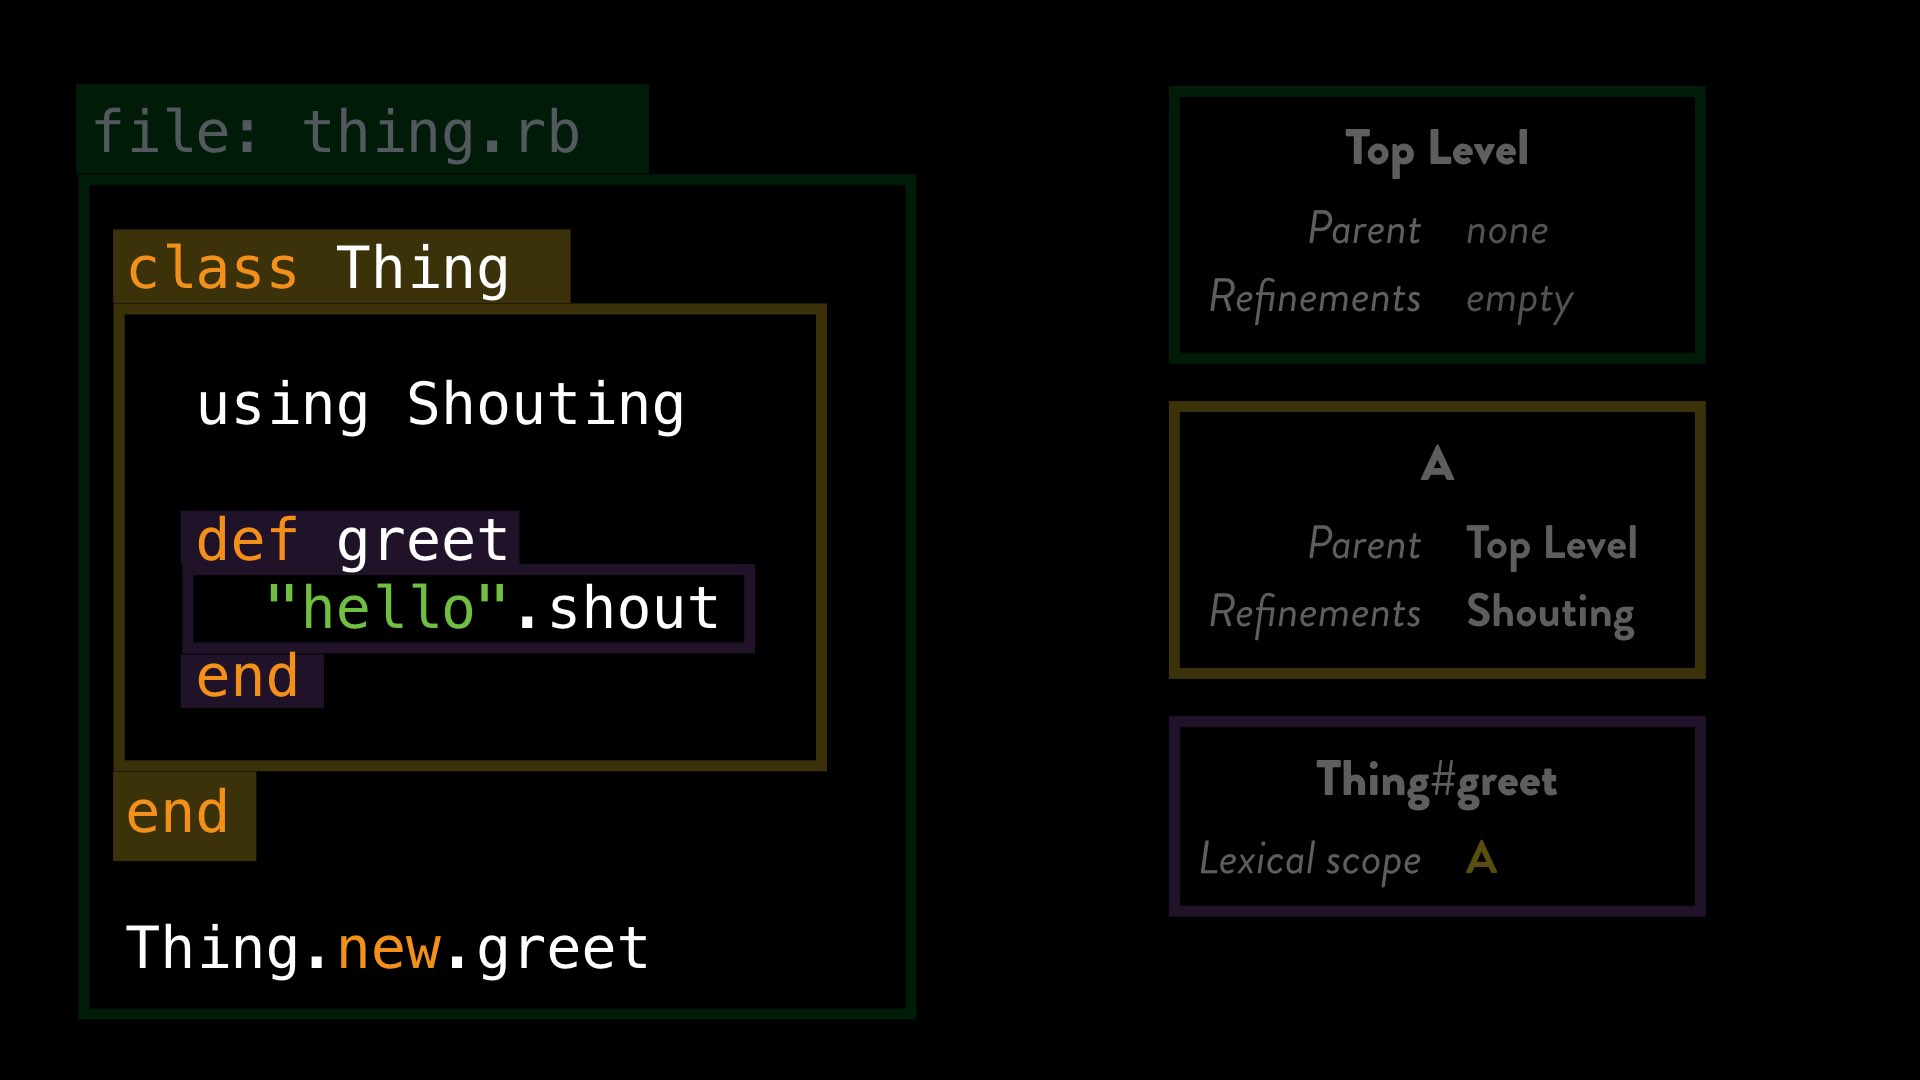 file: thing.rb
class Thing
using Shouting
def greet
"hello".shout
end
end
Thing.new.greet
Top Level
Parent none
Refinements empty
A
Parent Top Level
Refinements Shouting
Thing#greet
Lexical scope A